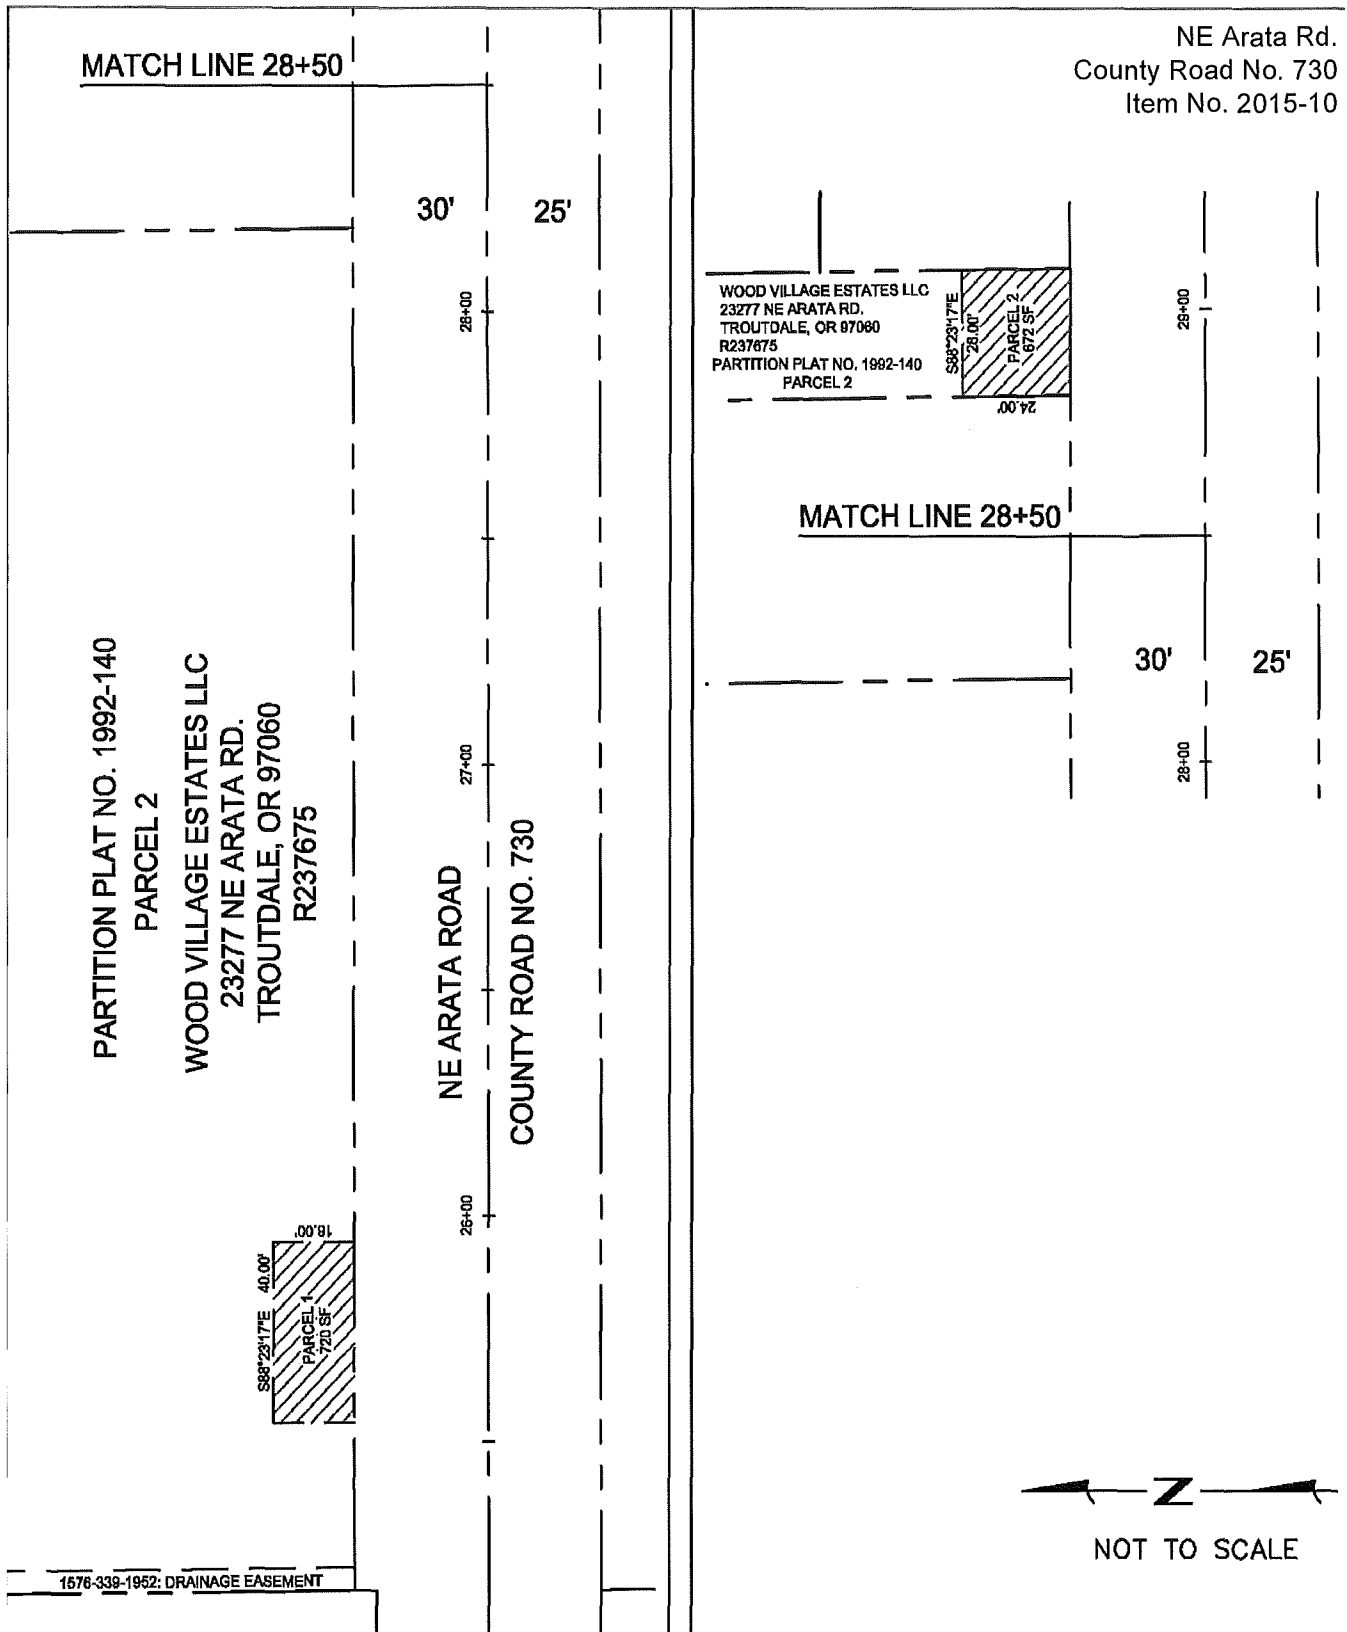 NE Arata Rd.
County Road No. 730
Item No. 2015-10
MATCH LINE 28+50
30'
25'
28+00
27+00
26+00
PARTITION PLAT NO. 1992-140
PARCEL 2
WOOD VILLAGE ESTATES LLC
23277 NE ARATA RD.
TROUTDALE, OR 97060
R237675
NE ARATA ROAD
COUNTY ROAD NO. 730
18.00'
S88°23'17"E 40.00'
PARCEL 1
720 SF
1576-339-1952: DRAINAGE EASEMENT
WOOD VILLAGE ESTATES LLC
23277 NE ARATA RD.
TROUTDALE, OR 97060
R237675
PARTITION PLAT NO. 1992-140
PARCEL 2
S88°23'17"E
28.00'
PARCEL 2
672 SF
24.00'
29+00
MATCH LINE 28+50
30'
25'
28+00
N
NOT TO SCALE